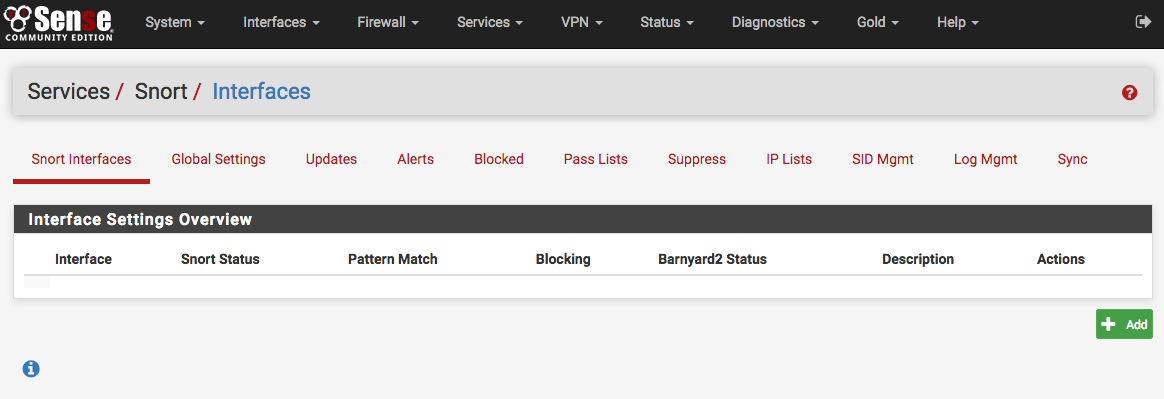 Sense
COMMUNITY EDITION
System Interfaces Firewall Services VPN Status Diagnostics Gold Help
Services / Snort / Interfaces
Snort Interfaces Global Settings Updates Alerts Blocked Pass Lists Suppress IP Lists SID Mgmt Log Mgmt Sync
Interface Settings Overview
Interface Snort Status Pattern Match Blocking Barnyard2 Status Description Actions
Add